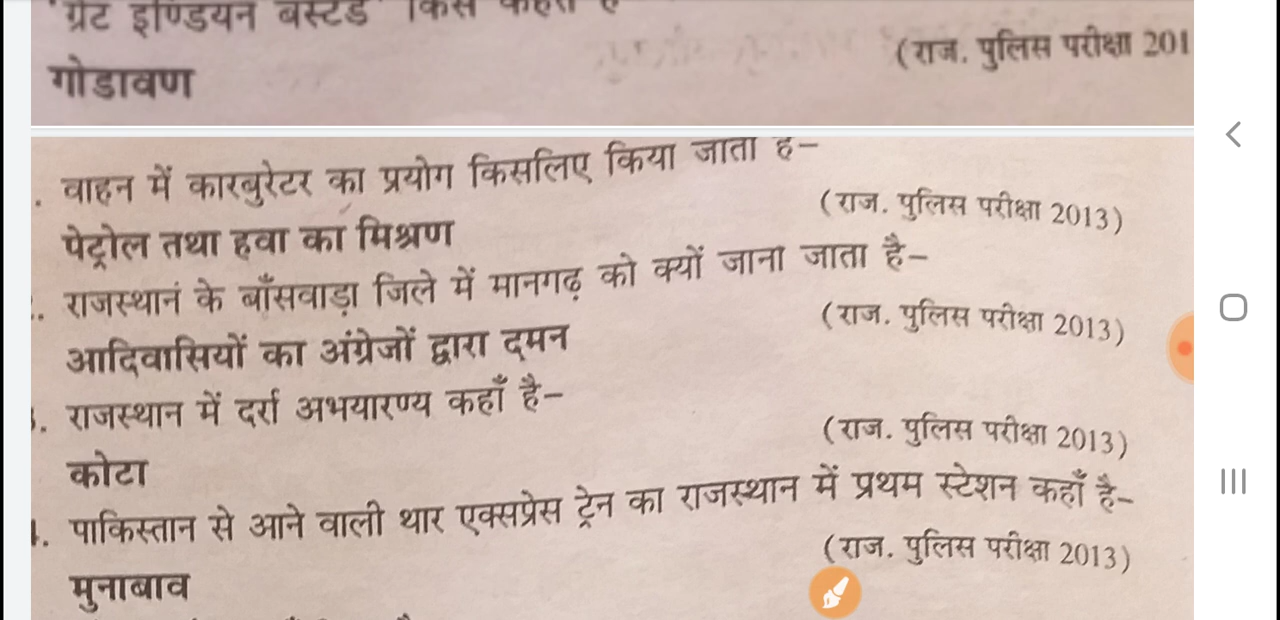 'ग्रेट इण्डियन बस्टर्ड' किसे कहते
(राज. पुलिस परीक्षा 201
गोडावण
. वाहन में कारबुरेटर का प्रयोग किसलिए किया जाता है–
(राज. पुलिस परीक्षा 2013)
पेट्रोल तथा हवा का मिश्रण
. राजस्थानं के बाँसवाड़ा जिले में मानगढ़ को क्यों जाना जाता है–
(राज. पुलिस परीक्षा 2013)
आदिवासियों का अंग्रेजों द्वारा दमन
. राजस्थान में दर्रा अभयारण्य कहाँ है–
(राज. पुलिस परीक्षा 2013)
कोटा
. पाकिस्तान से आने वाली थार एक्सप्रेस ट्रेन का राजस्थान में प्रथम स्टेशन कहाँ है–
(राज. पुलिस परीक्षा 2013)
मुनाबाव